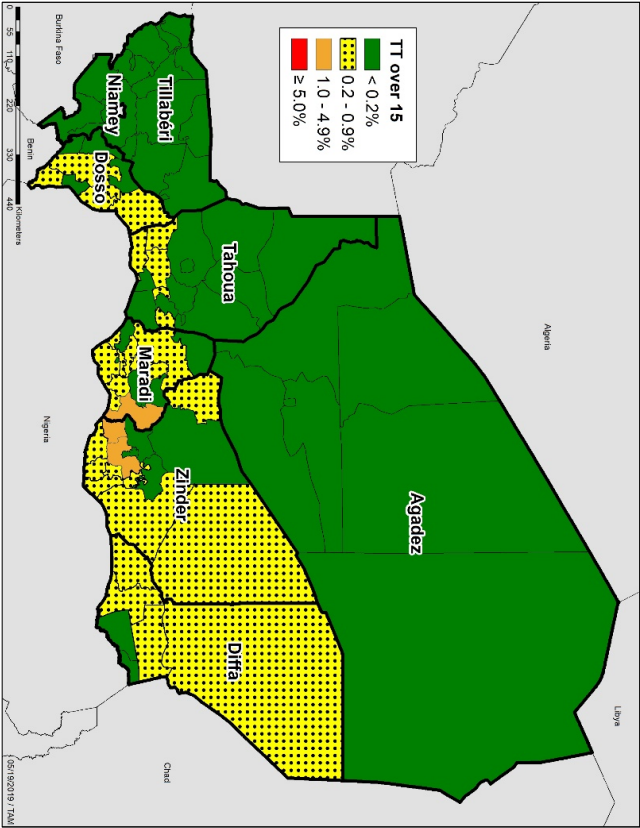 TT over 15
< 0.2%
0.2 - 0.9%
1.0 - 4.9%
≥ 5.0%
Algeria
Libya
Agadez
Tahoua
Tillabéri
Niamey
Dosso
Maradi
Zinder
Diffa
Burkina Faso
Benin
Nigeria
Chad
0 55 110 220 330 440
Kilometers
05/19/2019 / TAM